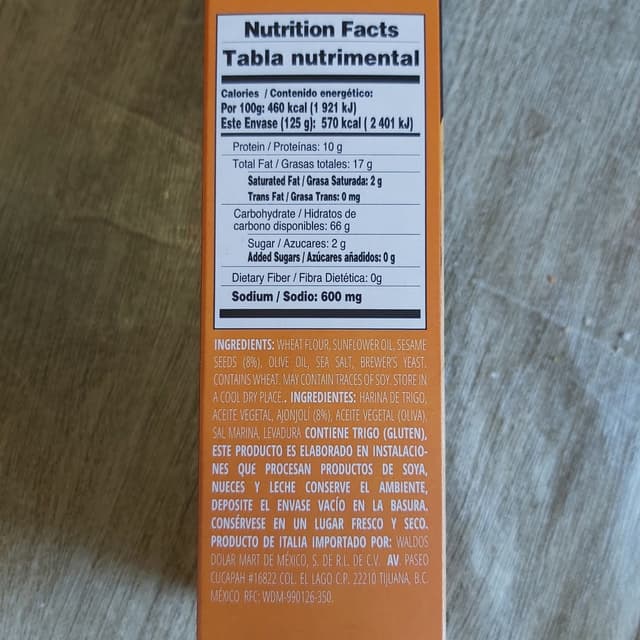 Nutrition Facts
Tabla nutrimental
Calories / Contenido energético:
Por 100g: 460 kcal (1 921 kJ)
Este Envase (125 g): 570 kcal ( 2 401 kJ)
Protein / Proteínas: 10 g
Total Fat / Grasas totales: 17 g
Saturated Fat / Grasa Saturada: 2 g
Trans Fat / Grasa Trans: 0 mg
Carbohydrate / Hidratos de
carbono disponibles: 66 g
Sugar / Azucares: 2 g
Added Sugars / Azúcares añadidos: 0 g
Dietary Fiber / Fibra Dietética: 0g
Sodium / Sodio: 600 mg
INGREDIENTS: WHEAT FLOUR, SUNFLOWER OIL, SESAME
SEEDS (8%), OLIVE OIL, SEA SALT, BREWER'S YEAST.
CONTAINS WHEAT. MAY CONTAIN TRACES OF SOY. STORE IN
A COOL DRY PLACE.. INGREDIENTES: HARINA DE TRIGO,
ACEITE VEGETAL, AJONJOLÍ (8%), ACEITE VEGETAL (OLIVA),
SAL MARINA, LEVADURA CONTIENE TRIGO (GLUTEN),
ESTE PRODUCTO ES ELABORADO EN INSTALACIO-
NES QUE PROCESAN PRODUCTOS DE SOYA,
NUECES Y LECHE CONSERVE EL AMBIENTE,
DEPOSITE EL ENVASE VACÍO EN LA BASURA.
CONSÉRVESE EN UN LUGAR FRESCO Y SECO.
PRODUCTO DE ITALIA IMPORTADO POR: WALDOS
DOLAR MART DE MÉXICO, S. DE R.L. DE C.V. AV. PASEO
CUCAPAH #16822 COL. EL LAGO C.P. 22210 TIJUANA, B.C.
MÉXICO. RFC: WDM-990126-350.